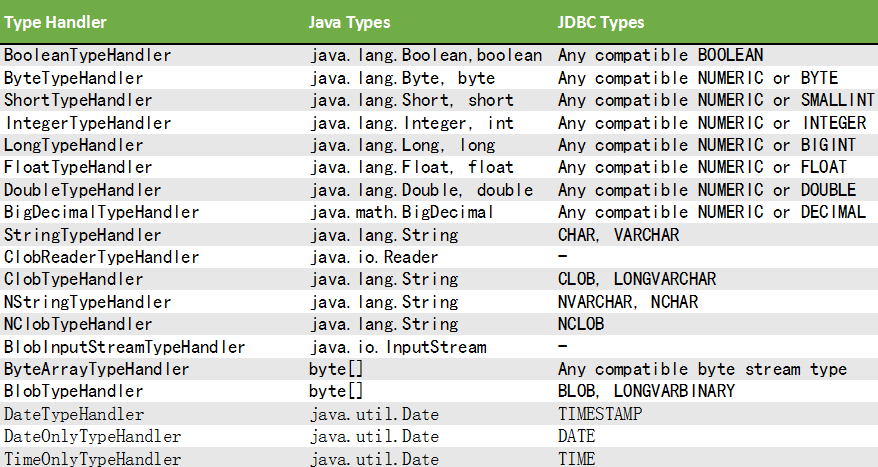 Type Handler Java Types JDBC Types
BooleanTypeHandler java.lang.Boolean,boolean Any compatible BOOLEAN
ByteTypeHandler java.lang.Byte, byte Any compatible NUMERIC or BYTE
ShortTypeHandler java.lang.Short, short Any compatible NUMERIC or SMALLINT
IntegerTypeHandler java.lang.Integer, int Any compatible NUMERIC or INTEGER
LongTypeHandler java.lang.Long, long Any compatible NUMERIC or BIGINT
FloatTypeHandler java.lang.Float, float Any compatible NUMERIC or FLOAT
DoubleTypeHandler java.lang.Double, double Any compatible NUMERIC or DOUBLE
BigDecimalTypeHandler java.math.BigDecimal Any compatible NUMERIC or DECIMAL
StringTypeHandler java.lang.String CHAR, VARCHAR
ClobReaderTypeHandler java.io.Reader -
ClobTypeHandler java.lang.String CLOB, LONGVARCHAR
NStringTypeHandler java.lang.String NVARCHAR, NCHAR
NClobTypeHandler java.lang.String NCLOB
BlobInputStreamTypeHandler java.io.InputStream -
ByteArrayTypeHandler byte[] Any compatible byte stream type
BlobTypeHandler byte[] BLOB, LONGVARBINARY
DateTypeHandler java.util.Date TIMESTAMP
DateOnlyTypeHandler java.util.Date DATE
TimeOnlyTypeHandler java.util.Date TIME